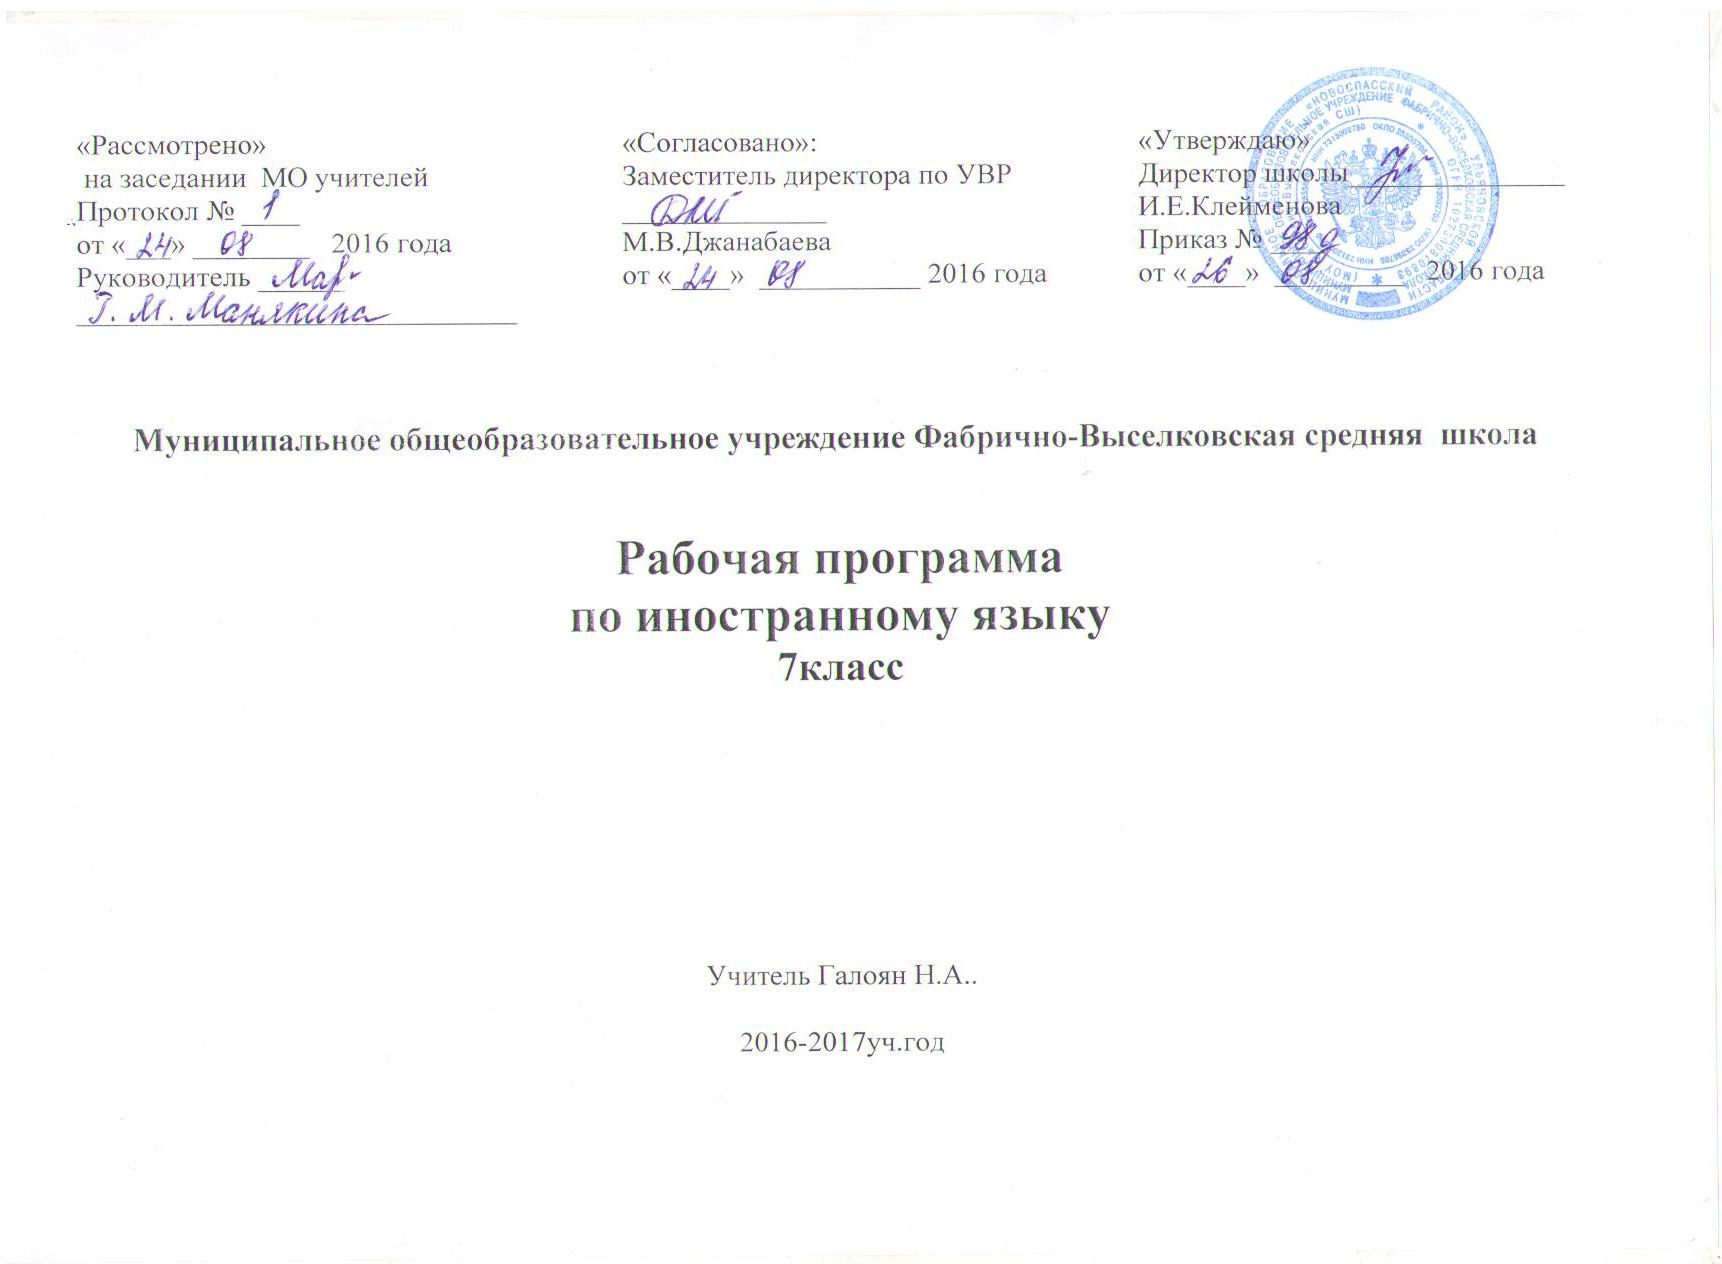 «Рассмотрено»
на заседании МО учителей
Протокол № 1
от «24» 08 2016 года
Руководитель
Г. М. Манякина
«Согласовано»:
Заместитель директора по УВР
М.В.Джанабаева
от «24» 08 2016 года
«Утверждаю»
Директор школы
И.Е.Клейменова
Приказ № 98 д
от «26» 08 2016 года
Муниципальное общеобразовательное учреждение Фабрично-Выселковская средняя школа
Рабочая программа
по иностранному языку
7класс
Учитель Галоян Н.А..
2016-2017уч.год